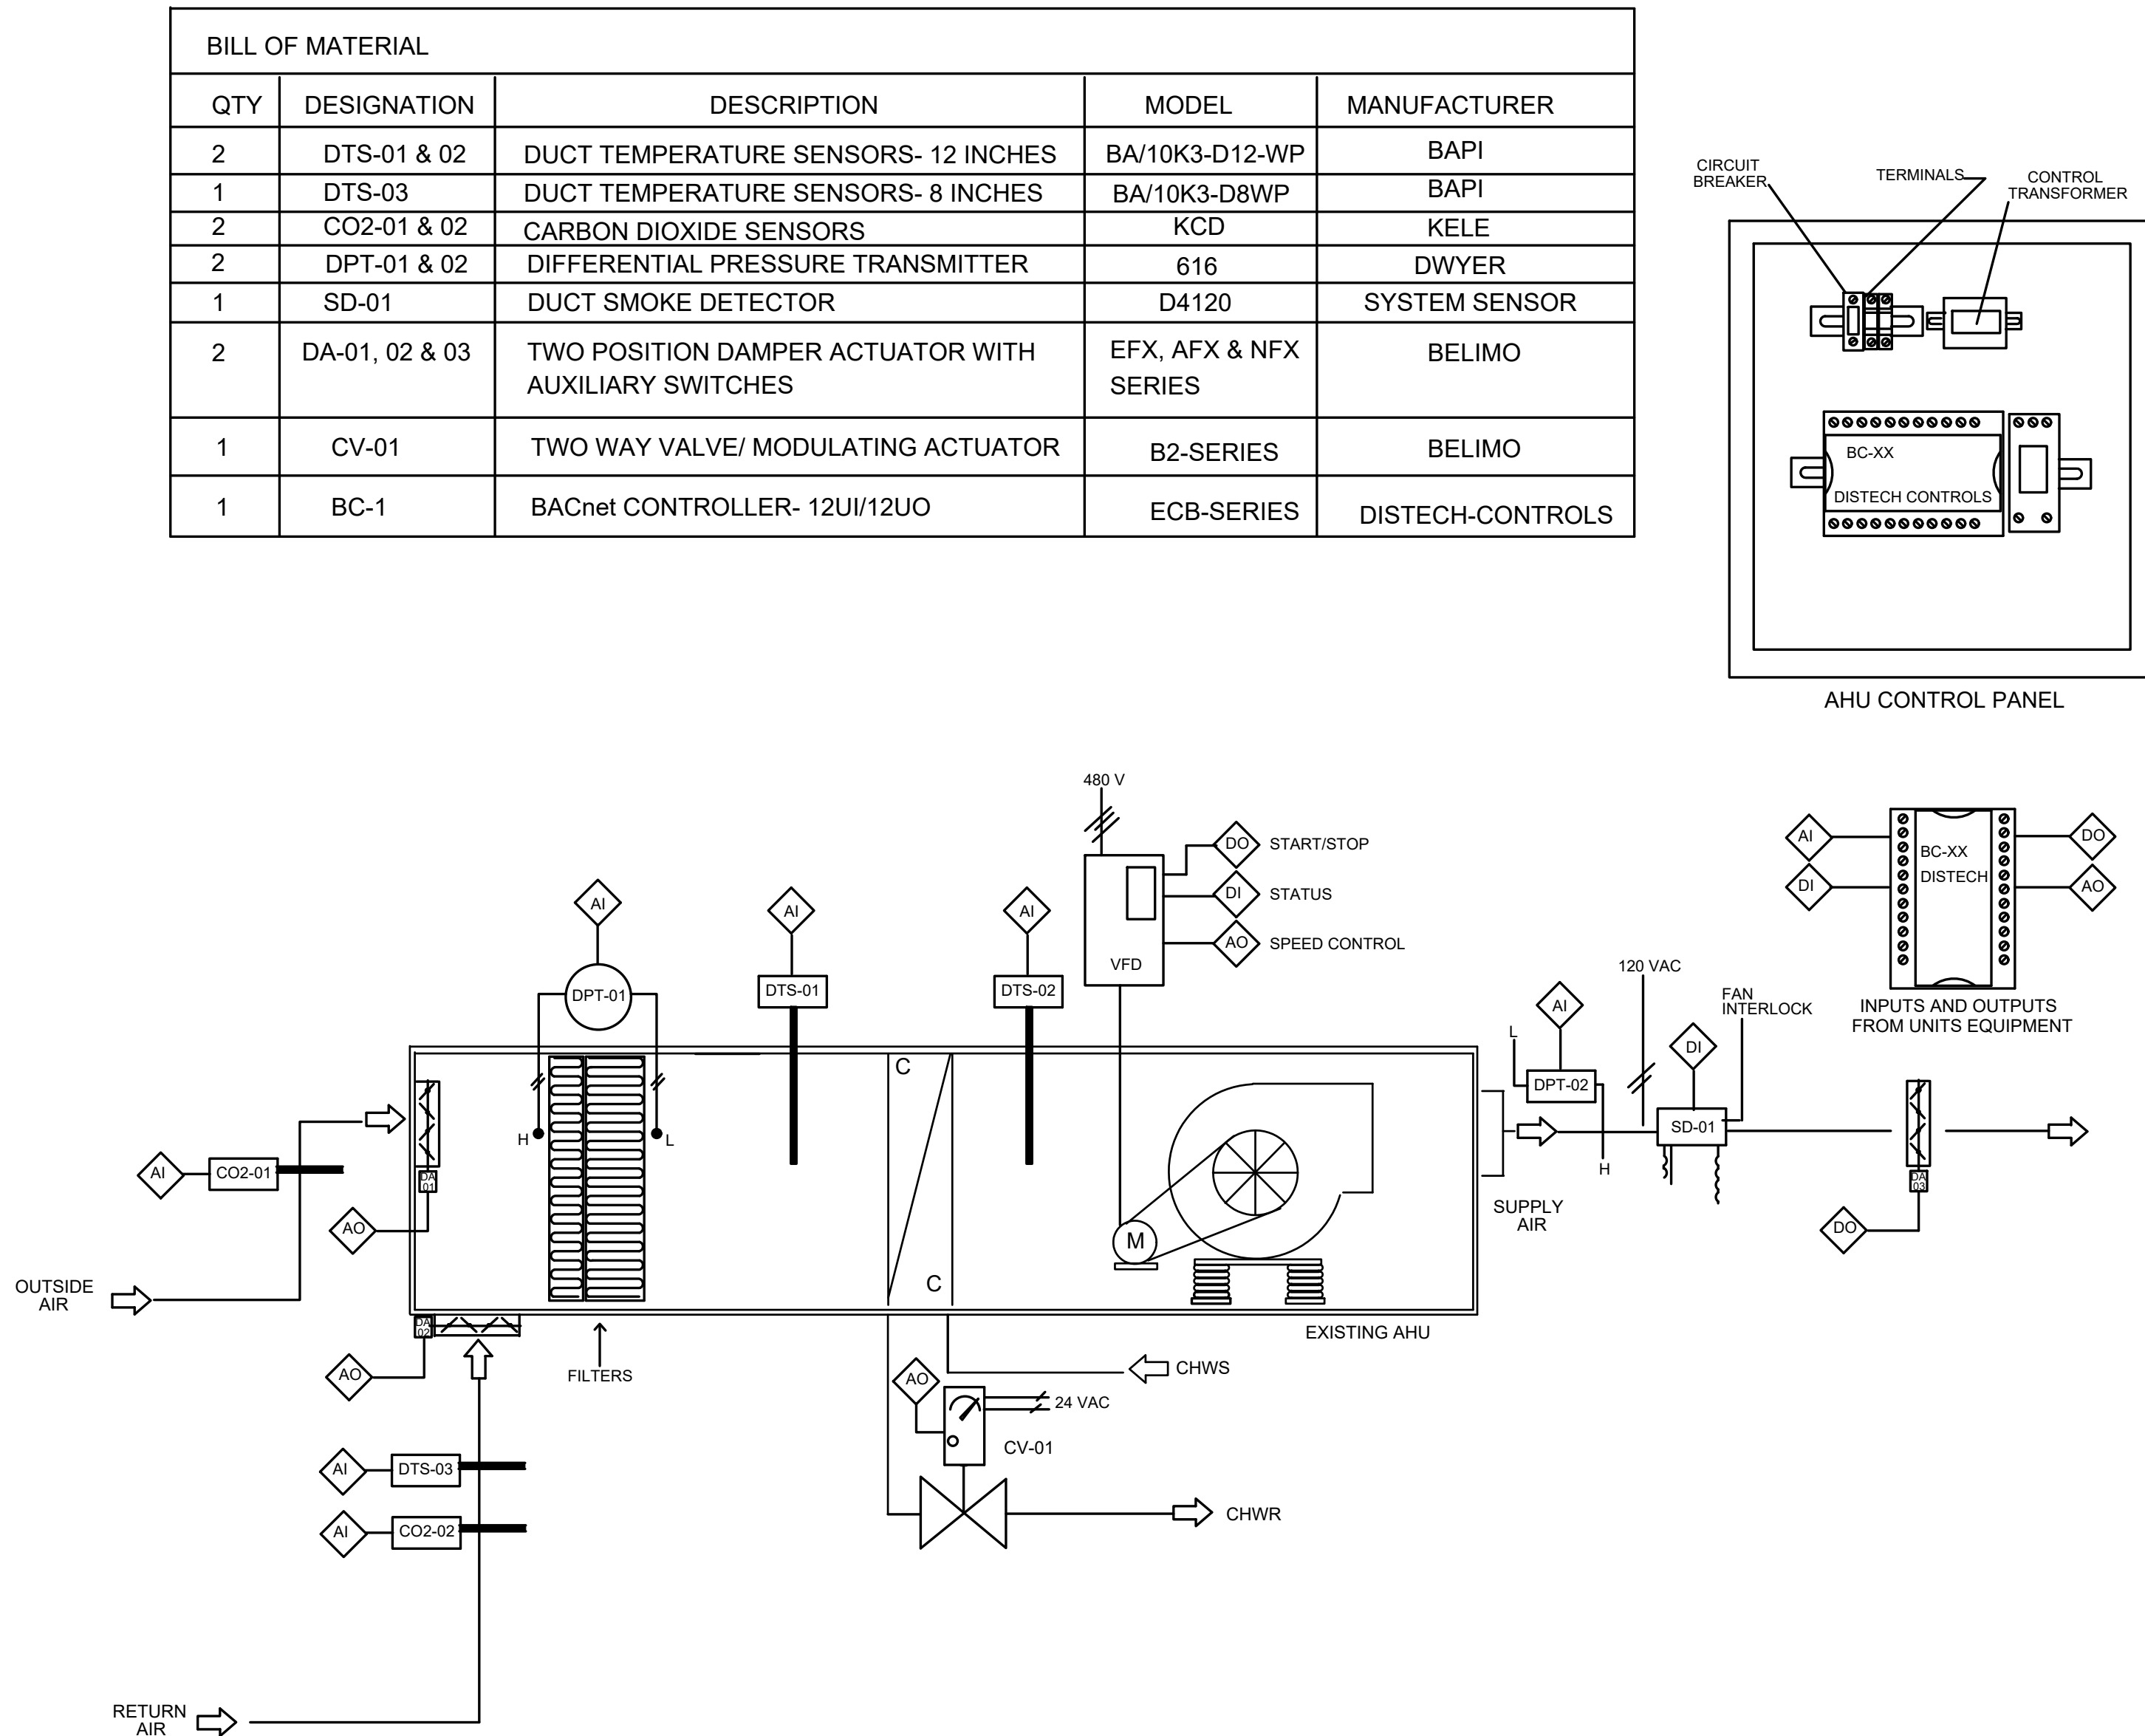 BILL OF MATERIAL
QTY DESIGNATION DESCRIPTION MODEL MANUFACTURER
2 DTS-01 & 02 DUCT TEMPERATURE SENSORS- 12 INCHES BA/10K3-D12-WP BAPI
1 DTS-03 DUCT TEMPERATURE SENSORS- 8 INCHES BA/10K3-D8WP BAPI
2 CO2-01 & 02 CARBON DIOXIDE SENSORS KCD KELE
2 DPT-01 & 02 DIFFERENTIAL PRESSURE TRANSMITTER 616 DWYER
1 SD-01 DUCT SMOKE DETECTOR D4120 SYSTEM SENSOR
2 DA-01, 02 & 03 TWO POSITION DAMPER ACTUATOR WITH EFX, AFX & NFX BELIMO
AUXILIARY SWITCHES SERIES
1 CV-01 TWO WAY VALVE/ MODULATING ACTUATOR B2-SERIES BELIMO
1 BC-1 BACnet CONTROLLER- 12UI/12UO ECB-SERIES DISTECH-CONTROLS
CIRCUIT
BREAKER
TERMINALS
CONTROL
TRANSFORMER
BC-XX
DISTECH CONTROLS
AHU CONTROL PANEL
480 V
DO START/STOP
DI STATUS
AO SPEED CONTROL
VFD
AI
DPT-01
H
L
AI
DTS-01
AI
DTS-02
C
C
M
AI
DI
BC-XX
DISTECH
DO
AO
INPUTS AND OUTPUTS
FROM UNITS EQUIPMENT
120 VAC
FAN
INTERLOCK
L
AI
DPT-02
H
DI
SD-01
SUPPLY
AIR
DA
03
DO
AI
CO2-01
DA
01
AO
OUTSIDE
AIR
DA
02
AO
FILTERS
EXISTING AHU
CHWS
AO
24 VAC
CV-01
CHWR
AI
DTS-03
AI
CO2-02
RETURN
AIR